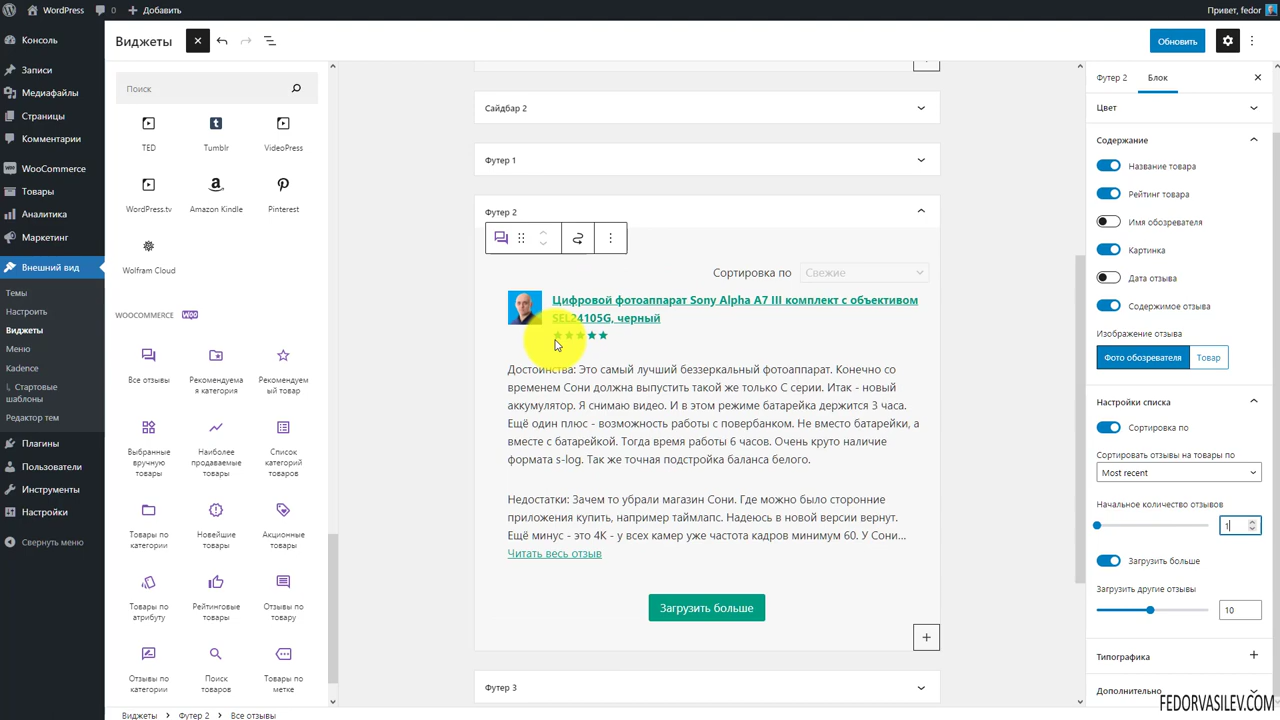 WordPress 0 Добавить Привет, fedor
Консоль
Записи
Медиафайлы
Страницы
Комментарии
WooCommerce
Товары
Аналитика
Маркетинг
Внешний вид
Темы
Настроить
Виджеты
Меню
Kadence
Стартовые
шаблоны
Редактор тем
Плагины
Пользователи
Инструменты
Настройки
Свернуть меню
Виджеты
Обновить
Поиск
TED Tumblr VideoPress
WordPress.tv Amazon Kindle Pinterest
Wolfram Cloud
WOOCOMMERCE Woo
Все отзывы Рекомендуема Рекомендуем
я категория ый товар
Выбранные Наиболее Список
вручную продаваемые категорий
товары товары товаров
Товары по Новейшие Акционные
категории товары товары
Товары по Рейтинговые Отзывы по
атрибуту товары товару
Отзывы по Поиск Товары по
категории товаров метке
Сайдбар 2
Футер 1
Футер 2
Сортировка по Свежие
Цифровой фотоаппарат Sony Alpha A7 III комплект с объективом
SEL24105G, черный
Достоинства: Это самый лучший беззеркальный фотоаппарат. Конечно со
временем Сони должна выпустить такой же только С серии. Итак - новый
аккумулятор. Я снимаю видео. И в этом режиме батарейка держится 3 часа.
Ещё один плюс - возможность работы с повербанком. Не вместо батарейки, а
вместе с батарейкой. Тогда время работы 6 часов. Очень круто наличие
формата s-log. Так же точная подстройка баланса белого.
Недостатки: Зачем то убрали магазин Сони. Где можно было сторонние
приложения купить, например таймлапс. Надеюсь в новой версии вернут.
Ещё минус - это 4К - у всех камер уже частота кадров минимум 60. У Сони...
Читать весь отзыв
Загрузить больше
Футер 3
Футер 2 Блок
Цвет
Содержание
Название товара
Рейтинг товара
Имя обозревателя
Картинка
Дата отзыва
Содержимое отзыва
Изображение отзыва
Фото обозревателя Товар
Настройки списка
Сортировка по
Сортировать отзывы на товары по
Most recent
Начальное количество отзывов
1
Загрузить больше
Загрузить другие отзывы
10
Типографика
Дополнительно
FEDORVASILEV.COM
Виджеты Футер 2 Все отзывы